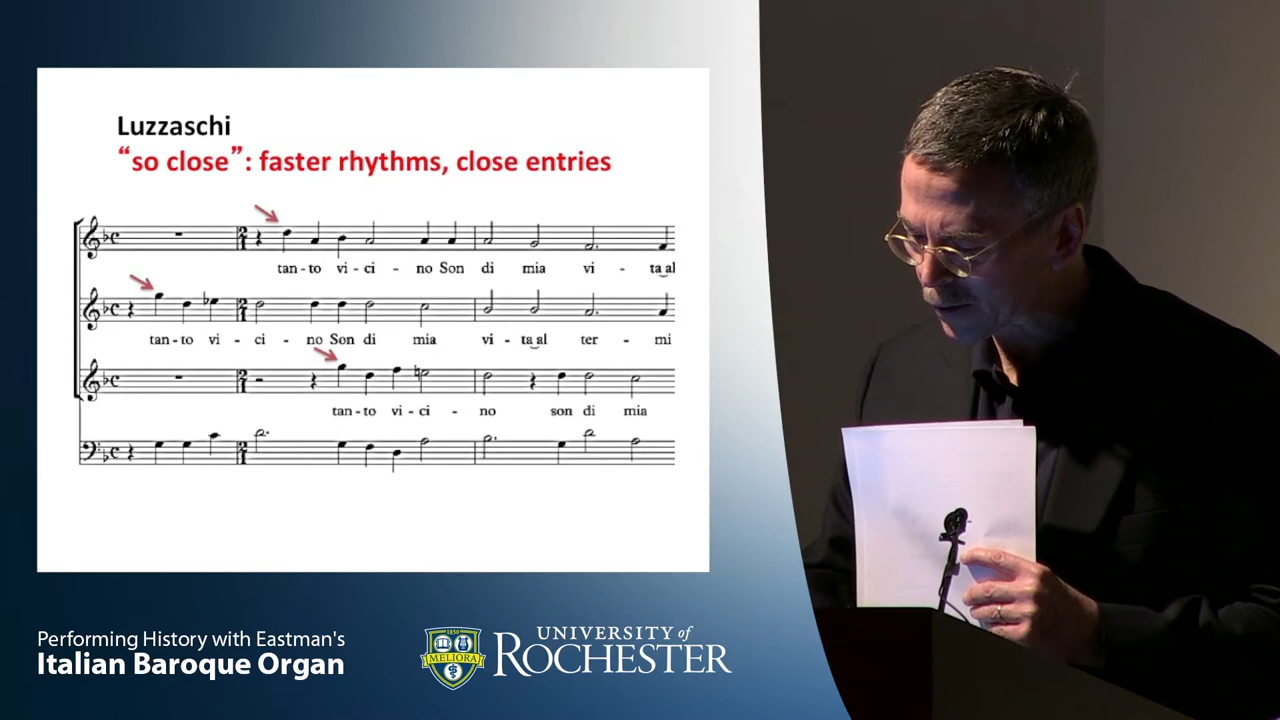 Luzzaschi
“so close”: faster rhythms, close entries
tan - to vi - ci - no Son di mia vi - ta al
tan - to vi - ci - no Son di mia vi - ta al ter - mi
tan - to vi - ci - no son di mia
Performing History with Eastman's
Italian Baroque Organ
1850
MELIORA
UNIVERSITY of
ROCHESTER